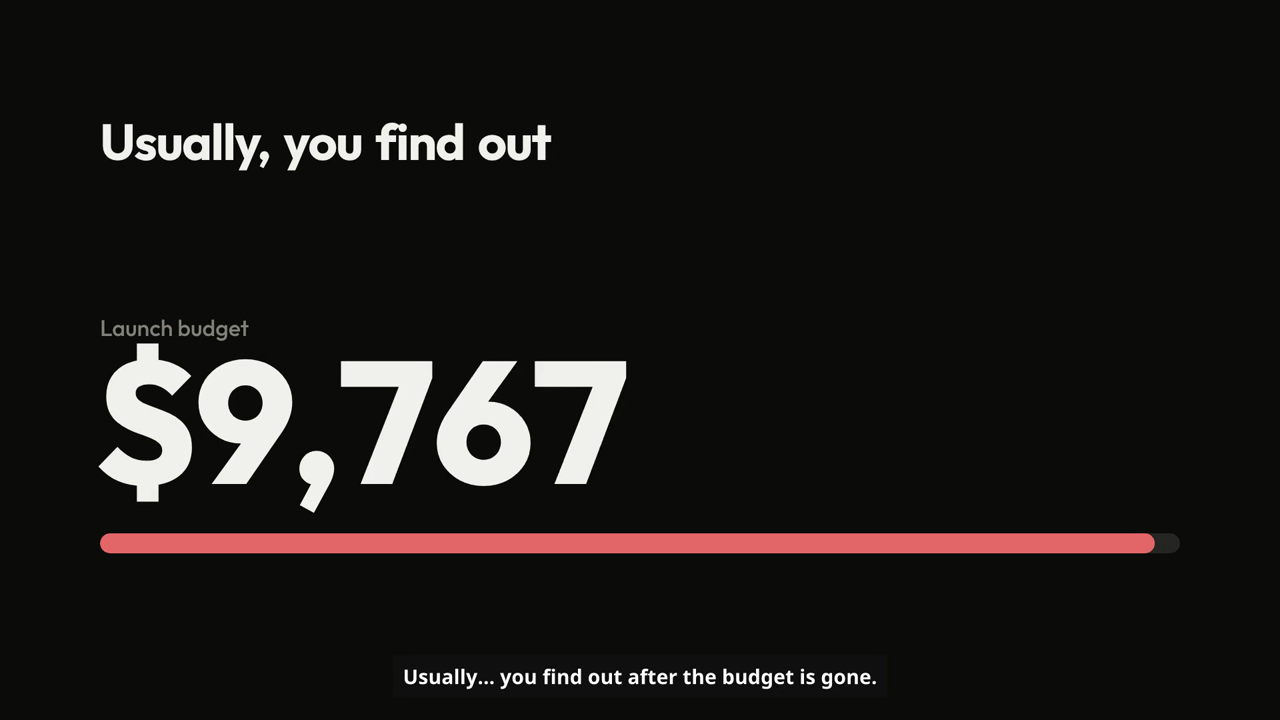 Usually, you find out
Launch budget
$9,767
Usually... you find out after the budget is gone.